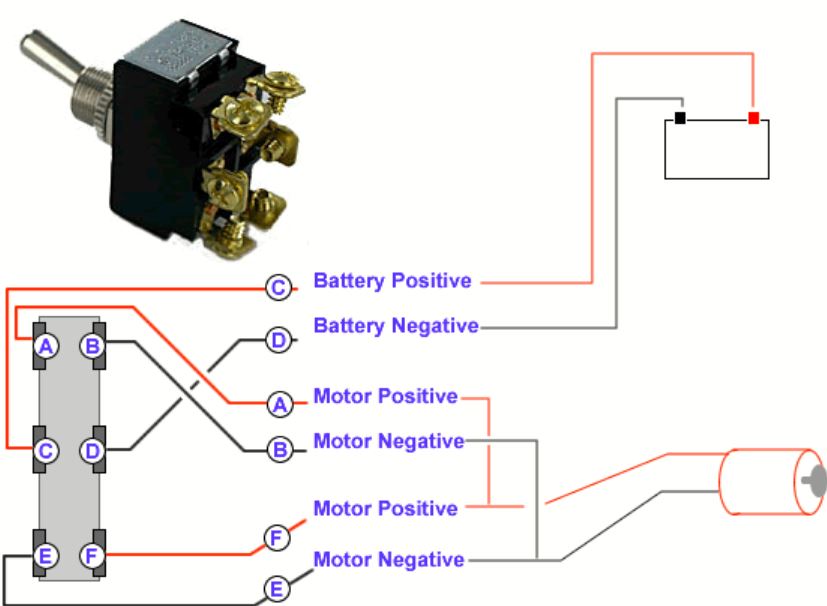 C Battery Positive
D Battery Negative
A B
A Motor Positive
B Motor Negative
C D
F Motor Positive
E F
E Motor Negative